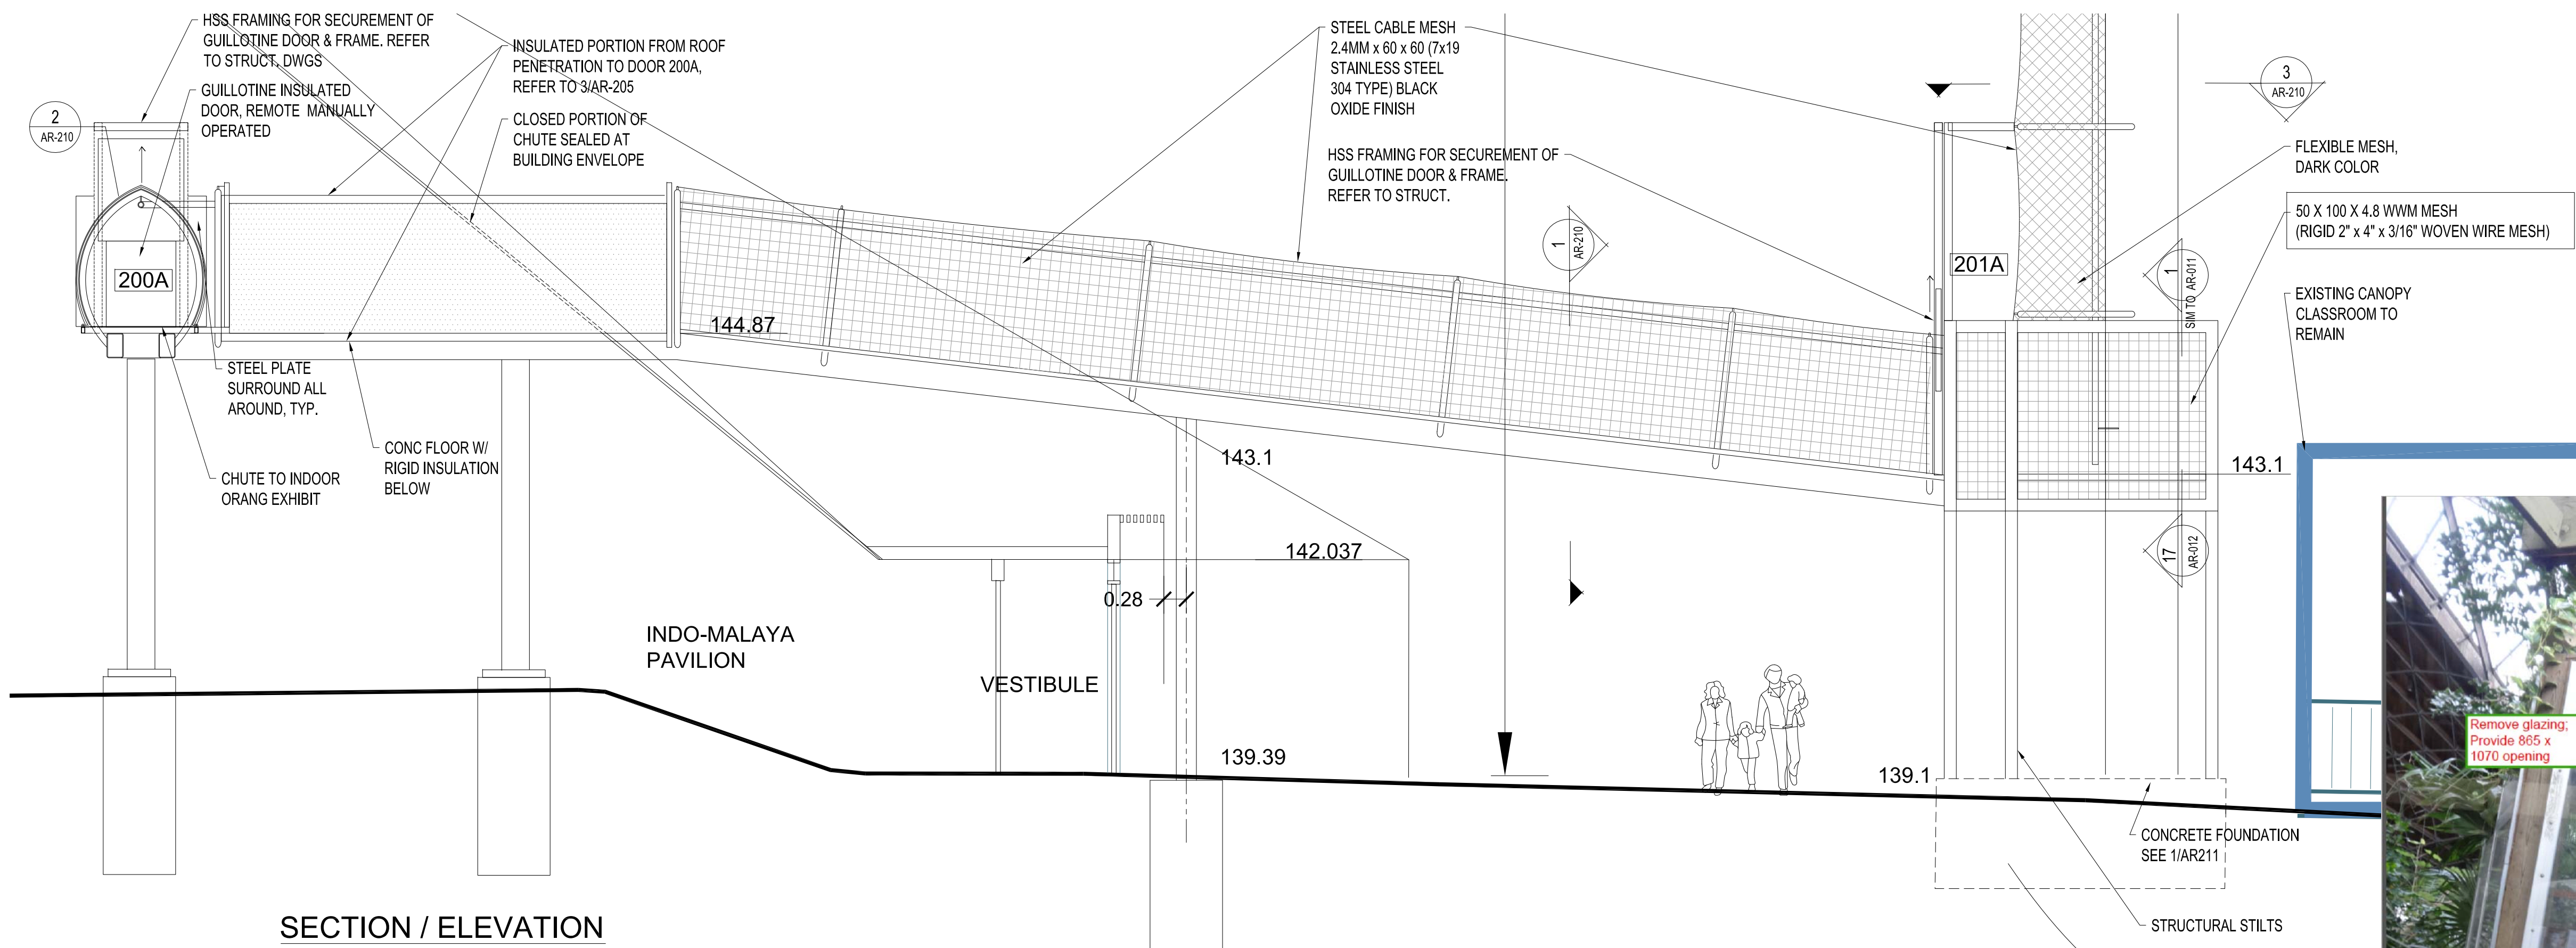 HSS FRAMING FOR SECUREMENT OF
GUILLOTINE DOOR & FRAME. REFER
TO STRUCT. DWGS
GUILLOTINE INSULATED
DOOR, REMOTE MANUALLY
OPERATED
2
AR-210
INSULATED PORTION FROM ROOF
PENETRATION TO DOOR 200A,
REFER TO 3/AR-205
CLOSED PORTION OF
CHUTE SEALED AT
BUILDING ENVELOPE
STEEL CABLE MESH
2.4MM x 60 x 60 (7x19
STAINLESS STEEL
304 TYPE) BLACK
OXIDE FINISH
HSS FRAMING FOR SECUREMENT OF
GUILLOTINE DOOR & FRAME.
REFER TO STRUCT.
1
AR-210
3
AR-210
FLEXIBLE MESH,
DARK COLOR
50 X 100 X 4.8 WWM MESH
(RIGID 2" x 4" x 3/16" WOVEN WIRE MESH)
1
SIM TO AR-011
EXISTING CANOPY
CLASSROOM TO
REMAIN
200A
201A
144.87
STEEL PLATE
SURROUND ALL
AROUND, TYP.
CONC FLOOR W/
RIGID INSULATION
BELOW
CHUTE TO INDOOR
ORANG EXHIBIT
143.1
143.1
142.037
17
AR-012
0.28
INDO-MALAYA
PAVILION
VESTIBULE
139.39
139.1
Remove glazing;
Provide 865 x
1070 opening
CONCRETE FOUNDATION
SEE 1/AR211
STRUCTURAL STILTS
SECTION / ELEVATION